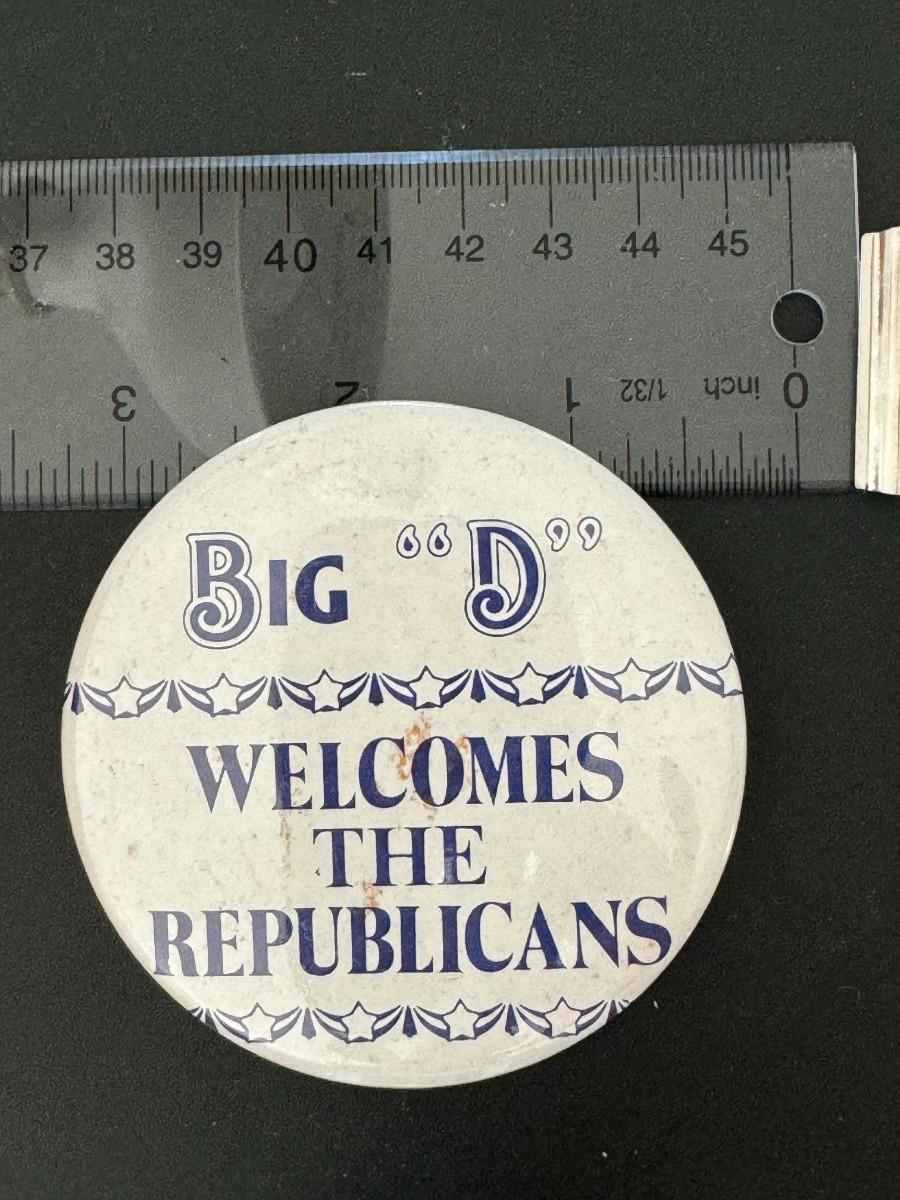 37 38 39 40 41 42 43 44 45
3 2 1 1/32 inch 0
BIG “D”
WELCOMES
THE
REPUBLICANS